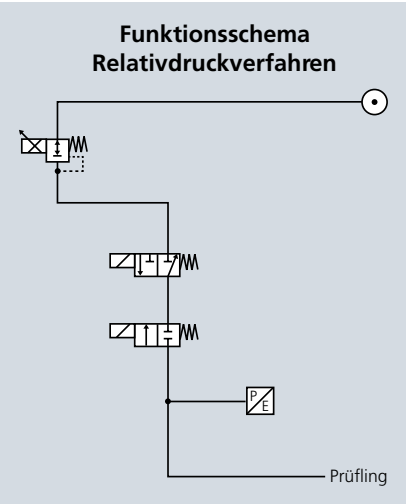 Funktionsschema
Relativdruckverfahren
P
E
Prüfling